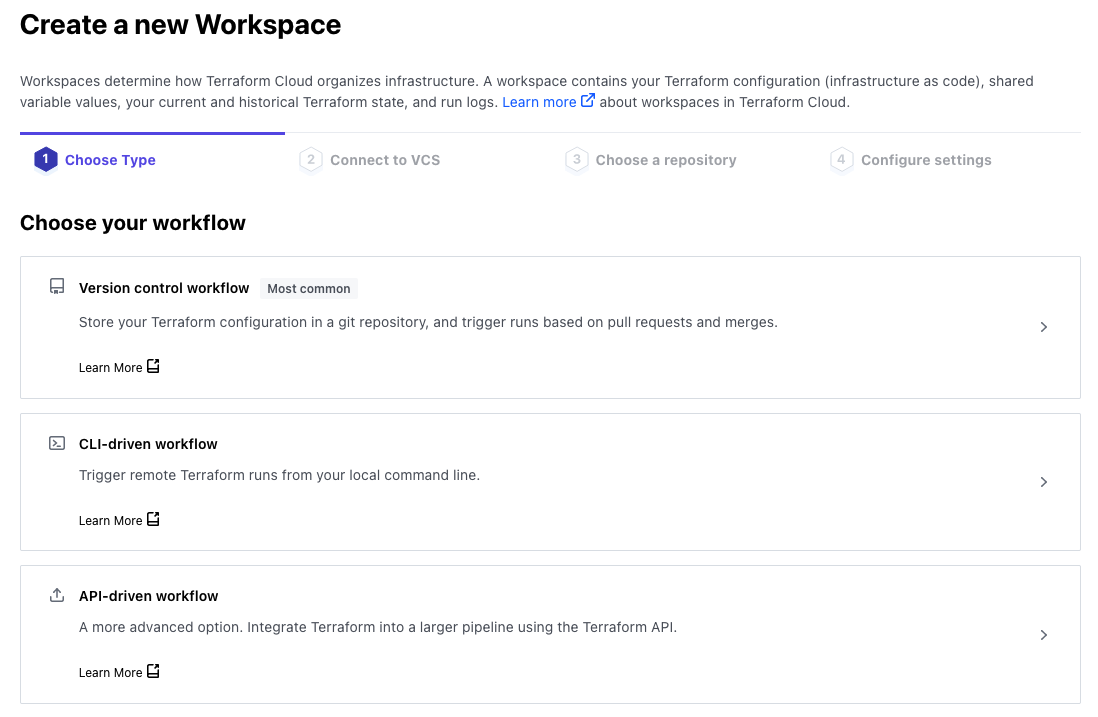 Create a new Workspace
Workspaces determine how Terraform Cloud organizes infrastructure. A workspace contains your Terraform configuration (infrastructure as code), shared
variable values, your current and historical Terraform state, and run logs. Learn more about workspaces in Terraform Cloud.
1 Choose Type
2 Connect to VCS
3 Choose a repository
4 Configure settings
Choose your workflow
Version control workflow Most common
Store your Terraform configuration in a git repository, and trigger runs based on pull requests and merges.
Learn More
CLI-driven workflow
Trigger remote Terraform runs from your local command line.
Learn More
API-driven workflow
A more advanced option. Integrate Terraform into a larger pipeline using the Terraform API.
Learn More